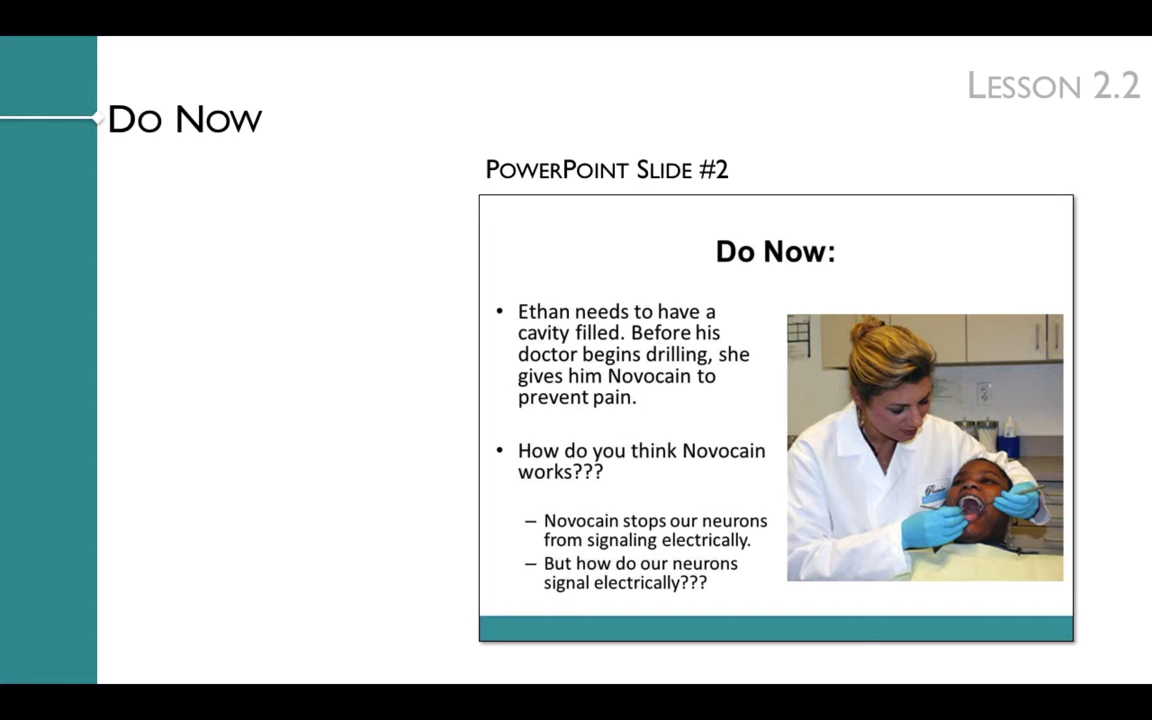 LESSON 2.2
DO NOW
POWERPOINT SLIDE #2
Do Now:
• Ethan needs to have a
cavity filled. Before his
doctor begins drilling, she
gives him Novocain to
prevent pain.
• How do you think Novocain
works???
– Novocain stops our neurons
from signaling electrically.
– But how do our neurons
signal electrically???